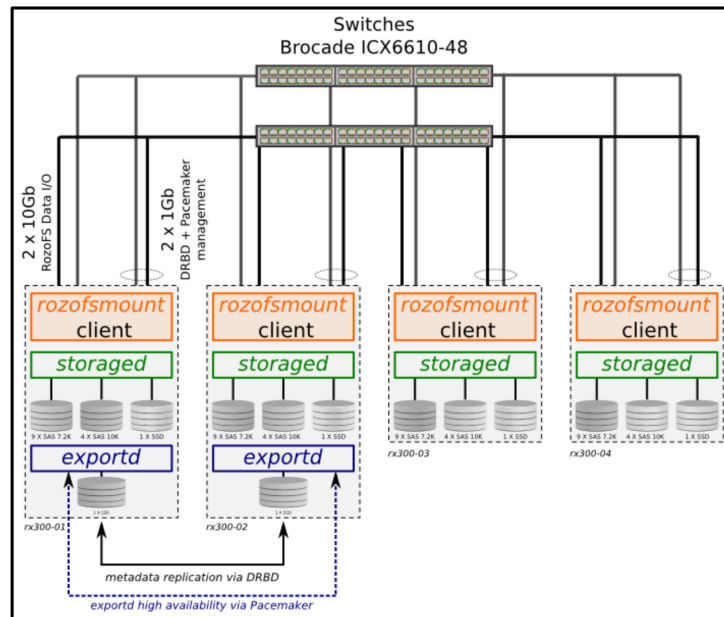 Switches
Brocade ICX6610-48
2 x 10Gb
RozoFS Data I/O
2 x 1Gb
DRBD + Pacemaker
management
rozofsmount
client
rozofsmount
client
rozofsmount
client
rozofsmount
client
storaged
storaged
storaged
storaged
9 X SAS 7.2K 4 X SAS 10K 1 X SSD
9 X SAS 7.2K 4 X SAS 10K 1 X SSD
9 X SAS 7.2K 4 X SAS 10K 1 X SSD
9 X SAS 7.2K 4 X SAS 10K 1 X SSD
exportd
exportd
rx300-03
rx300-04
1 X SSD
1 X SSD
rx300-01
rx300-02
metadata replication via DRBD
exportd high availability via Pacemaker